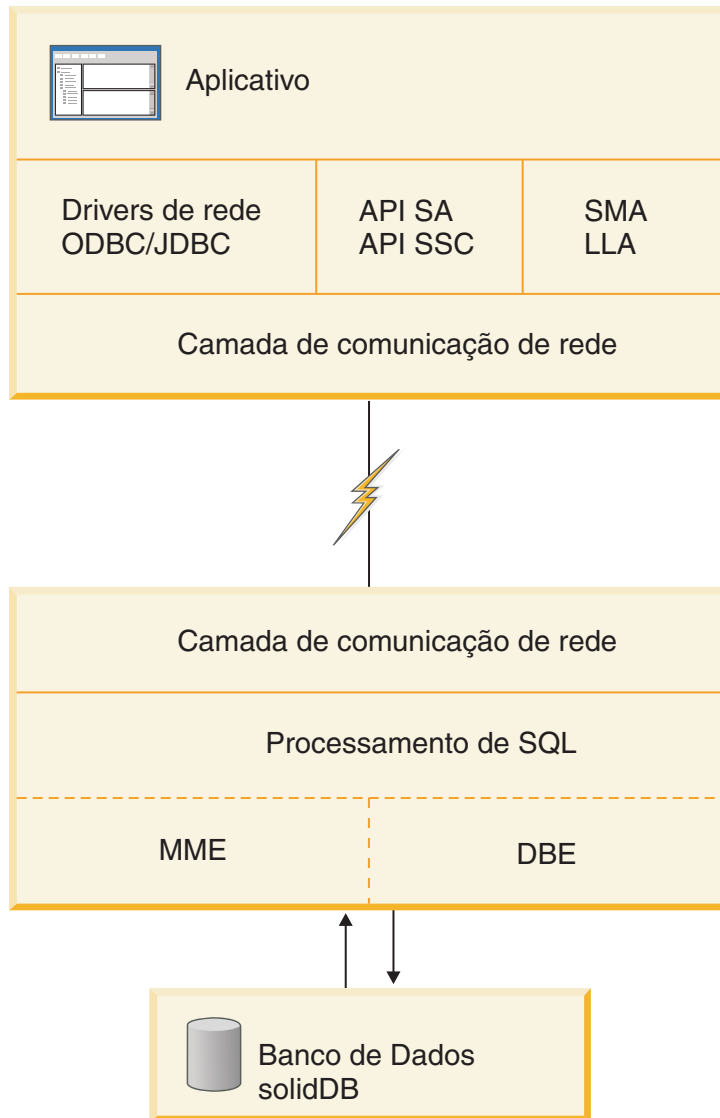 Aplicativo
Drivers de rede
ODBC/JDBC
API SA
API SSC
SMA
LLA
Camada de comunicação de rede
Camada de comunicação de rede
Processamento de SQL
MME
DBE
Banco de Dados
solidDB